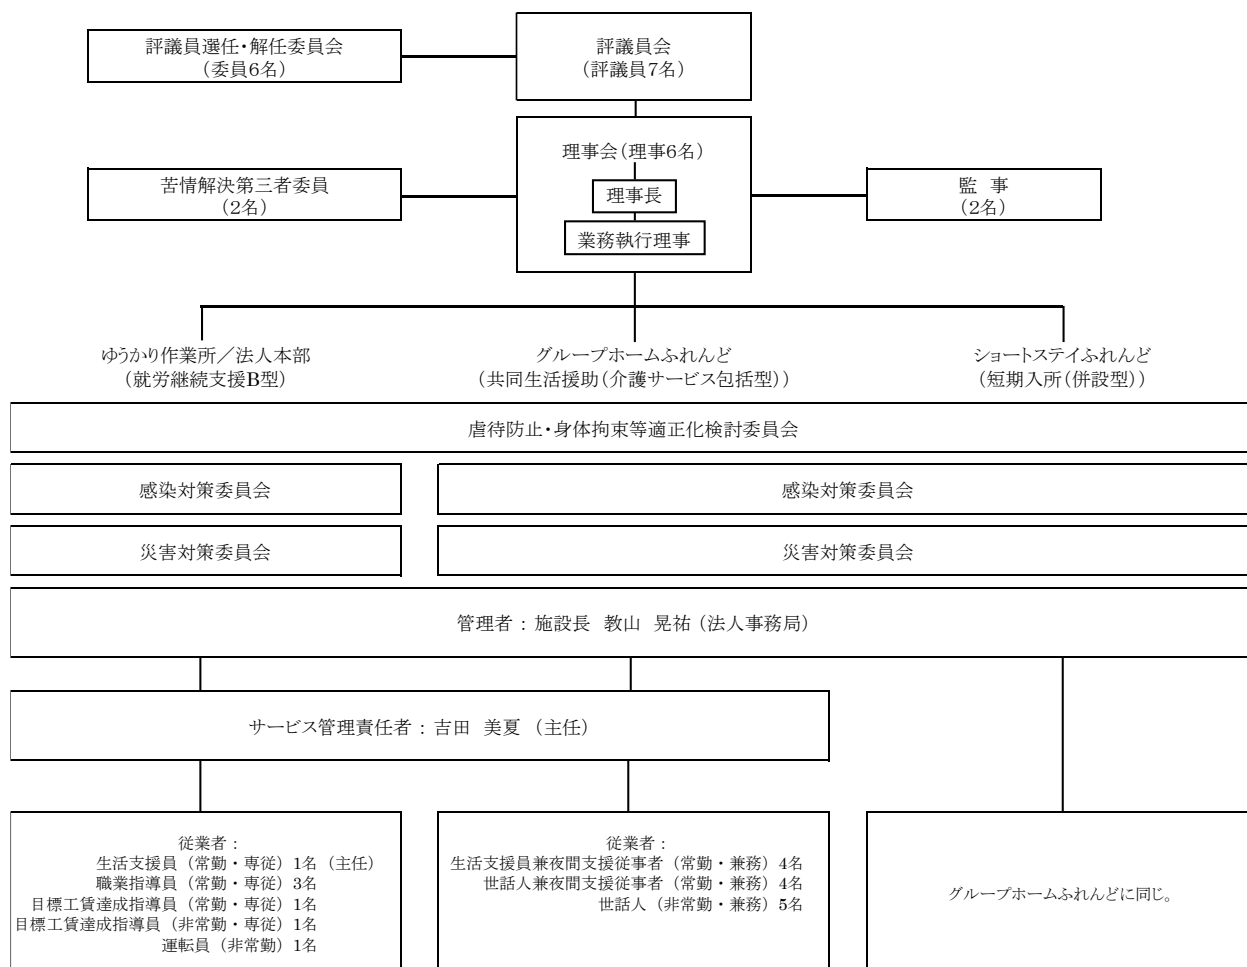 評議員選任・解任委員会
（委員6名）
評議員会
（評議員7名）
理事会（理事6名）
理事長
業務執行理事
苦情解決第三者委員
（2名）
監　事
（2名）
ゆうかり作業所／法人本部
（就労継続支援B型）
グループホームふれんど
（共同生活援助（介護サービス包括型））
ショートステイふれんど
（短期入所（併設型））
虐待防止・身体拘束等適正化検討委員会
感染対策委員会
感染対策委員会
災害対策委員会
災害対策委員会
管理者：施設長　教山　晃祐（法人事務局）
サービス管理責任者：吉田　美夏（主任）
従業者：
生活支援員（常勤・専従）1名（主任）
職業指導員（常勤・専従）3名
目標工賃達成指導員（常勤・専従）1名
目標工賃達成指導員（非常勤・専従）1名
運転員（非常勤）1名
従業者：
生活支援員兼夜間支援従事者（常勤・兼務）4名
世話人兼夜間支援従事者（常勤・兼務）4名
世話人（非常勤・兼務）5名
グループホームふれんどに同じ。